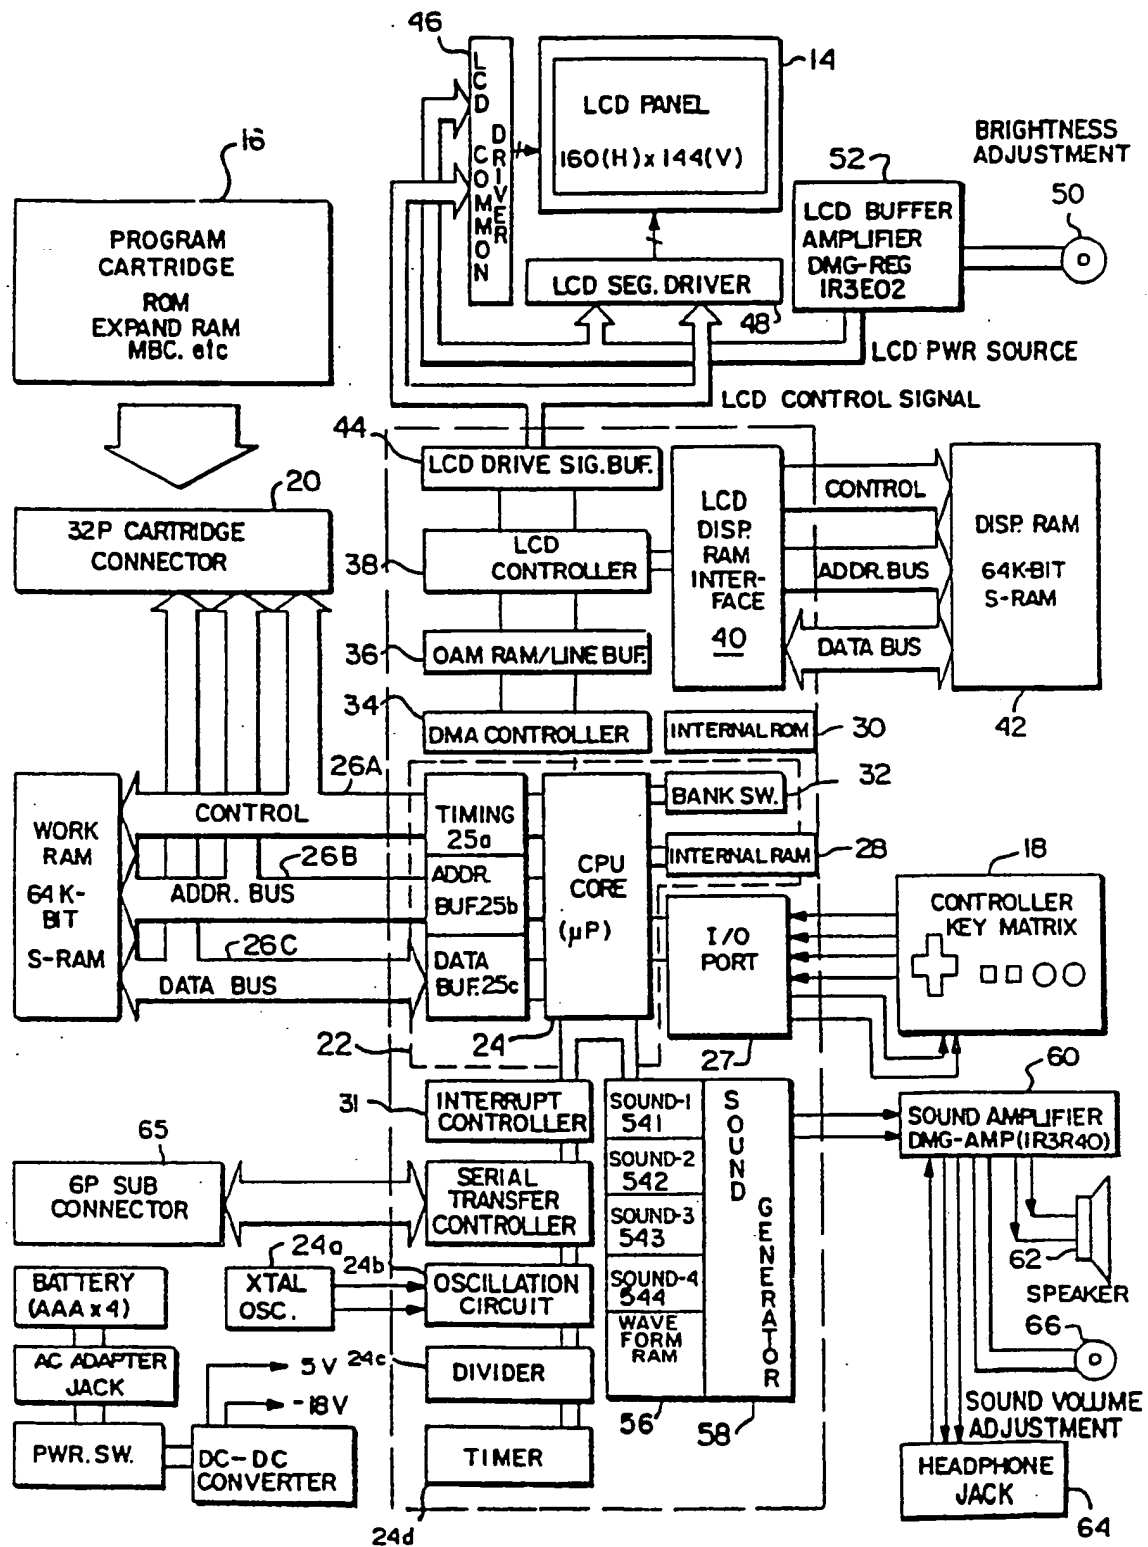 46
LCD COMMON
DRIVER
14
LCD PANEL
160(H) x 144(V)
BRIGHTNESS
ADJUSTMENT
50
52
LCD BUFFER
AMPLIFIER
DMG-REG
IR3E02
16
PROGRAM
CARTRIDGE
ROM
EXPAND RAM
MBC. etc
LCD SEG. DRIVER
48
LCD PWR SOURCE
LCD CONTROL SIGNAL
44
LCD DRIVE SIG. BUF.
20
32P CARTRIDGE
CONNECTOR
38
LCD
CONTROLLER
LCD
DISP.
RAM
INTER-
FACE
40
CONTROL
ADDR. BUS
DATA BUS
DISP. RAM
64K-BIT
S-RAM
42
36
OAM RAM/LINE BUF.
34
DMA CONTROLLER
INTERNAL ROM
30
26A
CONTROL
26B
ADDR. BUS
26C
DATA BUS
WORK
RAM
64K-
BIT
S-RAM
TIMING
25a
ADDR.
BUF.25b
DATA
BUF.25c
CPU
CORE
(µP)
BANK SW.
32
INTERNAL RAM
28
I/O
PORT
27
18
CONTROLLER
KEY MATRIX
22
24
31
INTERRUPT
CONTROLLER
SOUND-1
541
SOUND-2
542
SOUND-3
543
SOUND-4
544
WAVE
FORM
RAM
56
SOUND
GENERATOR
58
60
SOUND AMPLIFIER
DMG-AMP(IR3R40)
65
6P SUB
CONNECTOR
SERIAL
TRANSFER
CONTROLLER
62
SPEAKER
66
SOUND VOLUME
ADJUSTMENT
24a
XTAL
OSC.
24b
OSCILLATION
CIRCUIT
BATTERY
(AAA x 4)
AC ADAPTER
JACK
5V
-18V
24c
DIVIDER
PWR. SW.
DC-DC
CONVERTER
TIMER
24d
HEADPHONE
JACK
64